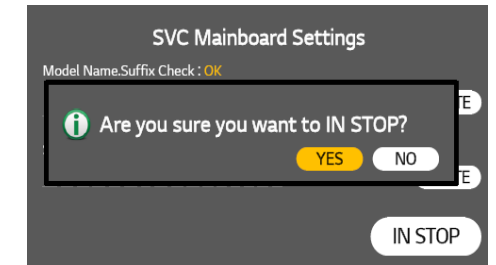 SVC Mainboard Settings
Model Name.Suffix Check : OK
Are you sure you want to IN STOP?
YES NO
IN STOP